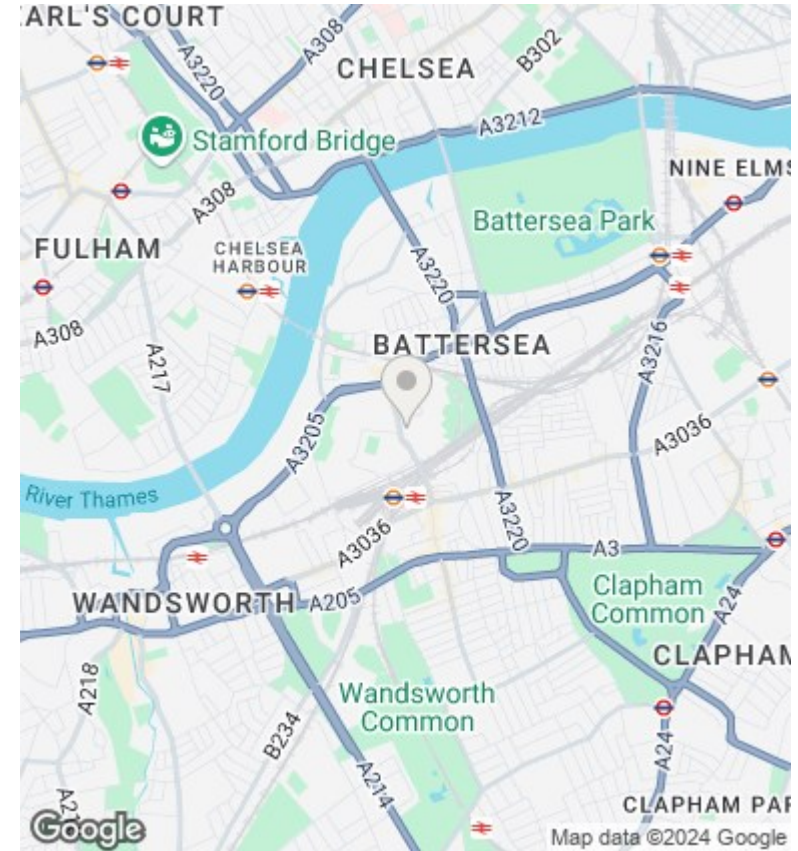 EARL'S COURT
A3220
A308
CHELSEA
B302
A3212
Stamford Bridge
A308
NINE ELMS
Battersea Park
FULHAM
CHELSEA
HARBOUR
A3220
A308
A217
BATTERSEA
A3216
A3205
A3036
River Thames
A3220
A3036
A3
WANDSWORTH
A205
Clapham
Common
A24
A218
CLAPHAM
Wandsworth
Common
B234
A214
A24
CLAPHAM PAR
Google
Map data ©2024 Google